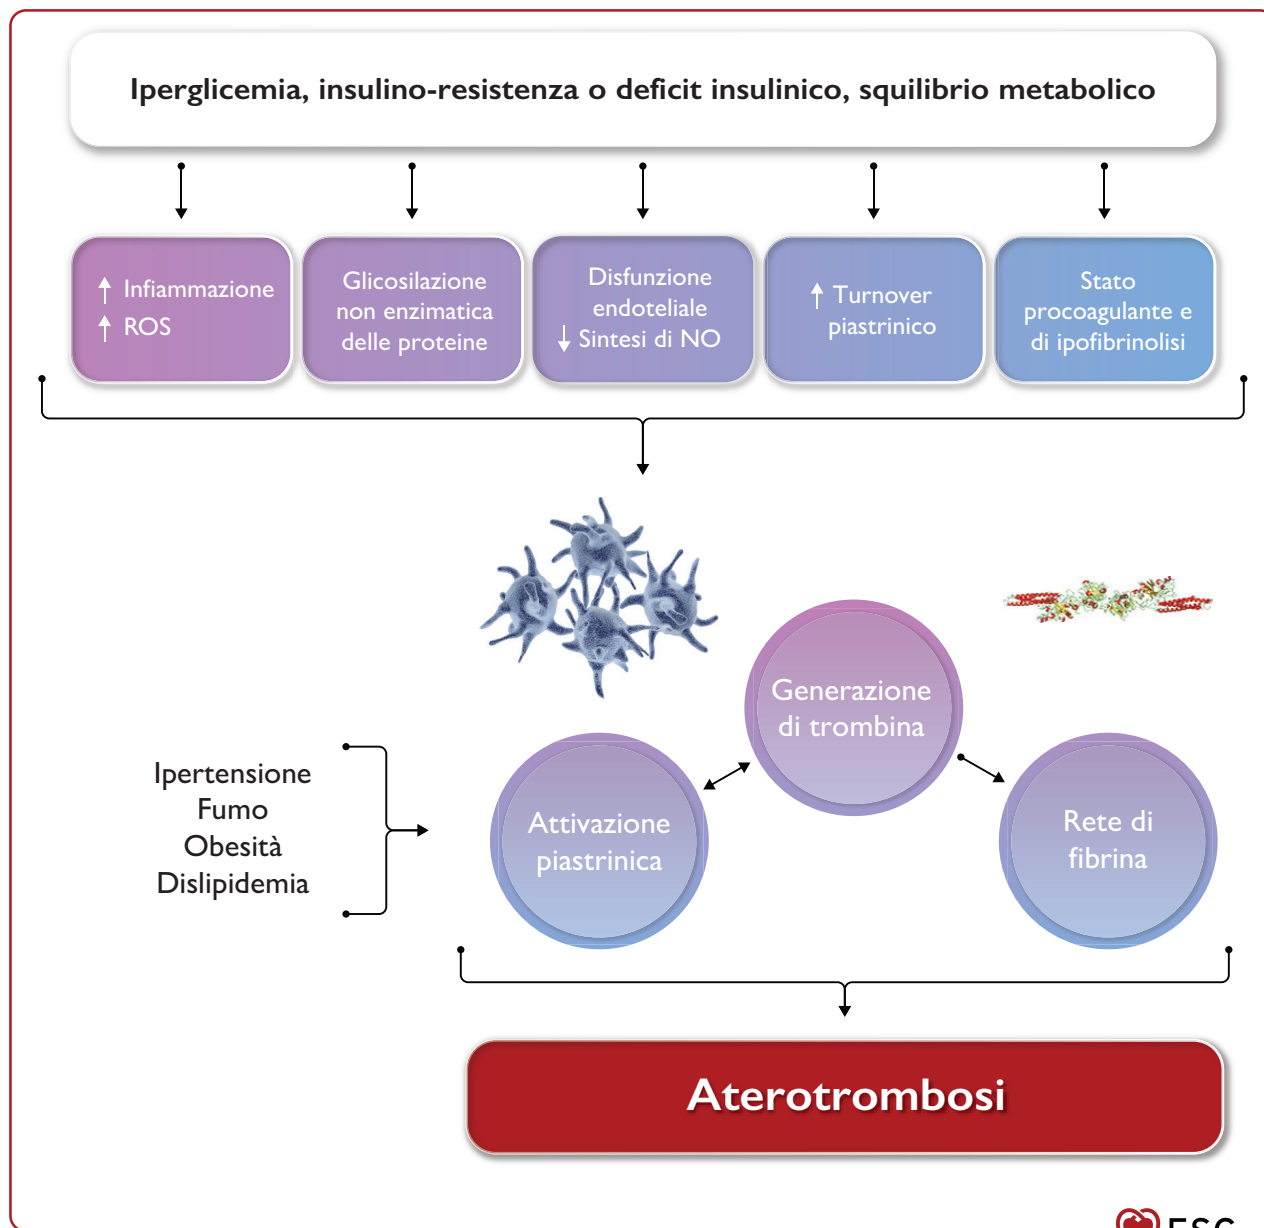 Iperglicemia, insulino-resistenza o deficit insulinico, squilibrio metabolico
↑ Infiammazione
↑ ROS
Glicosilazione
non enzimatica
delle proteine
Disfunzione
endoteliale
↓ Sintesi di NO
↑ Turnover
piastrinico
Stato
procoagulante e
di ipofibrinolisi
Generazione
di trombina
Ipertensione
Fumo
Obesità
Dislipidemia
Attivazione
piastrinica
Rete di
fibrina
Aterotrombosi
ESC